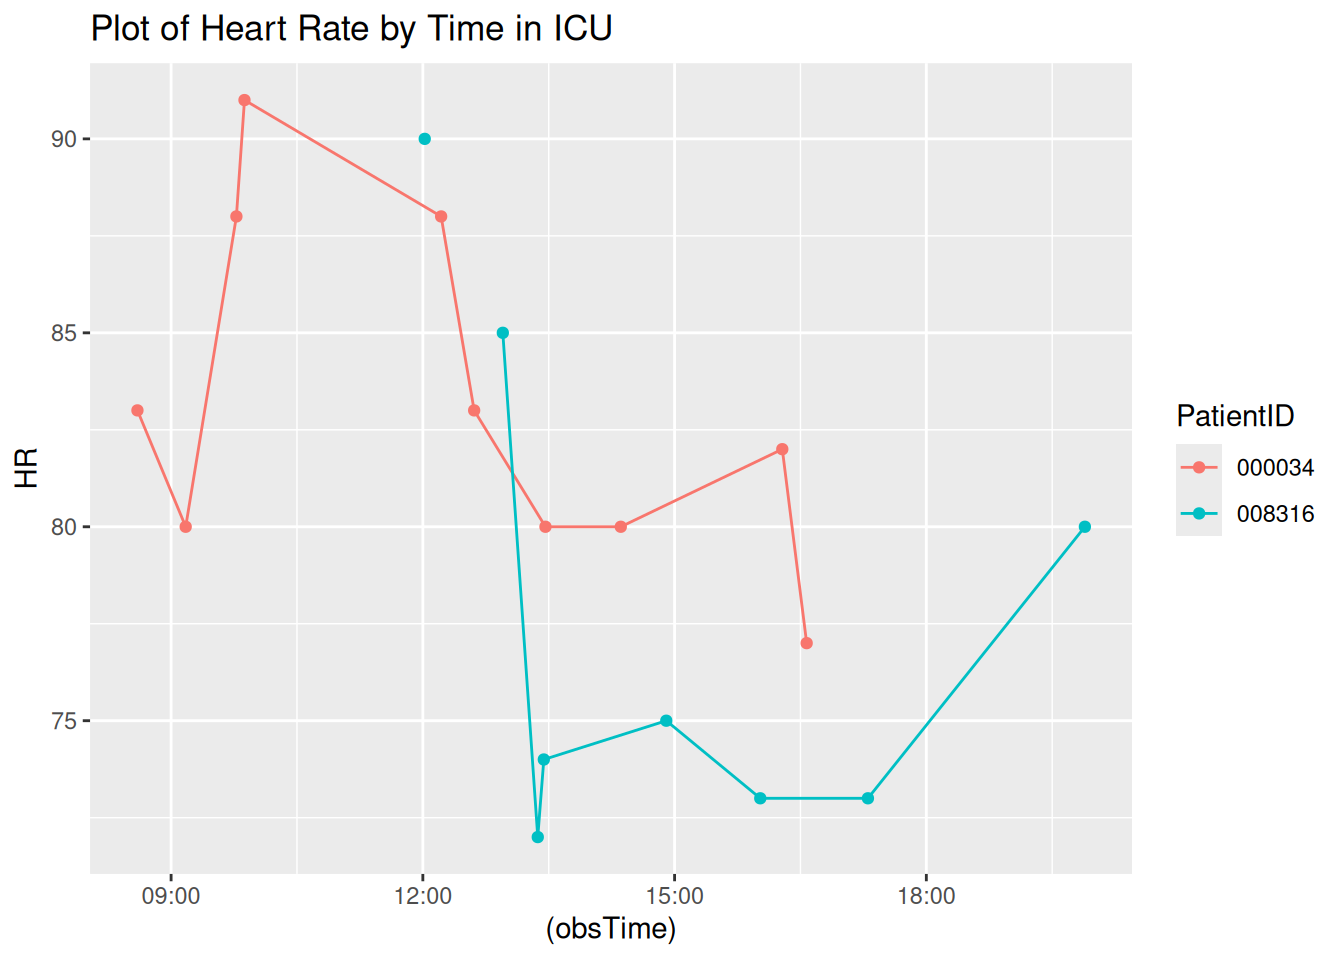 Plot of Heart Rate by Time in ICU
90
85
80
75
HR
09:00
12:00
15:00
18:00
(obsTime)
PatientID
000034
008316